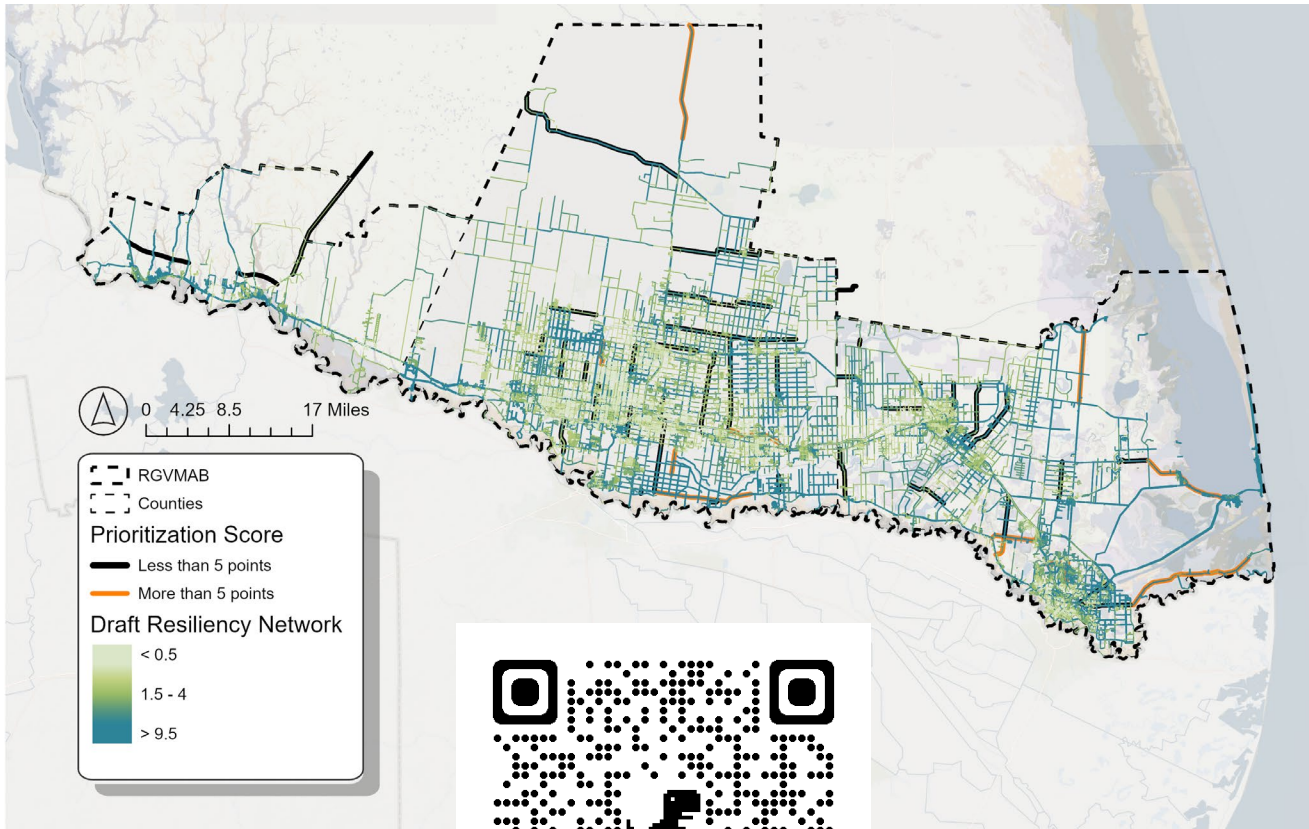 0 4.25 8.5 17 Miles
RGVMAB
Counties
Prioritization Score
Less than 5 points
More than 5 points
Draft Resiliency Network
< 0.5
1.5 - 4
> 9.5